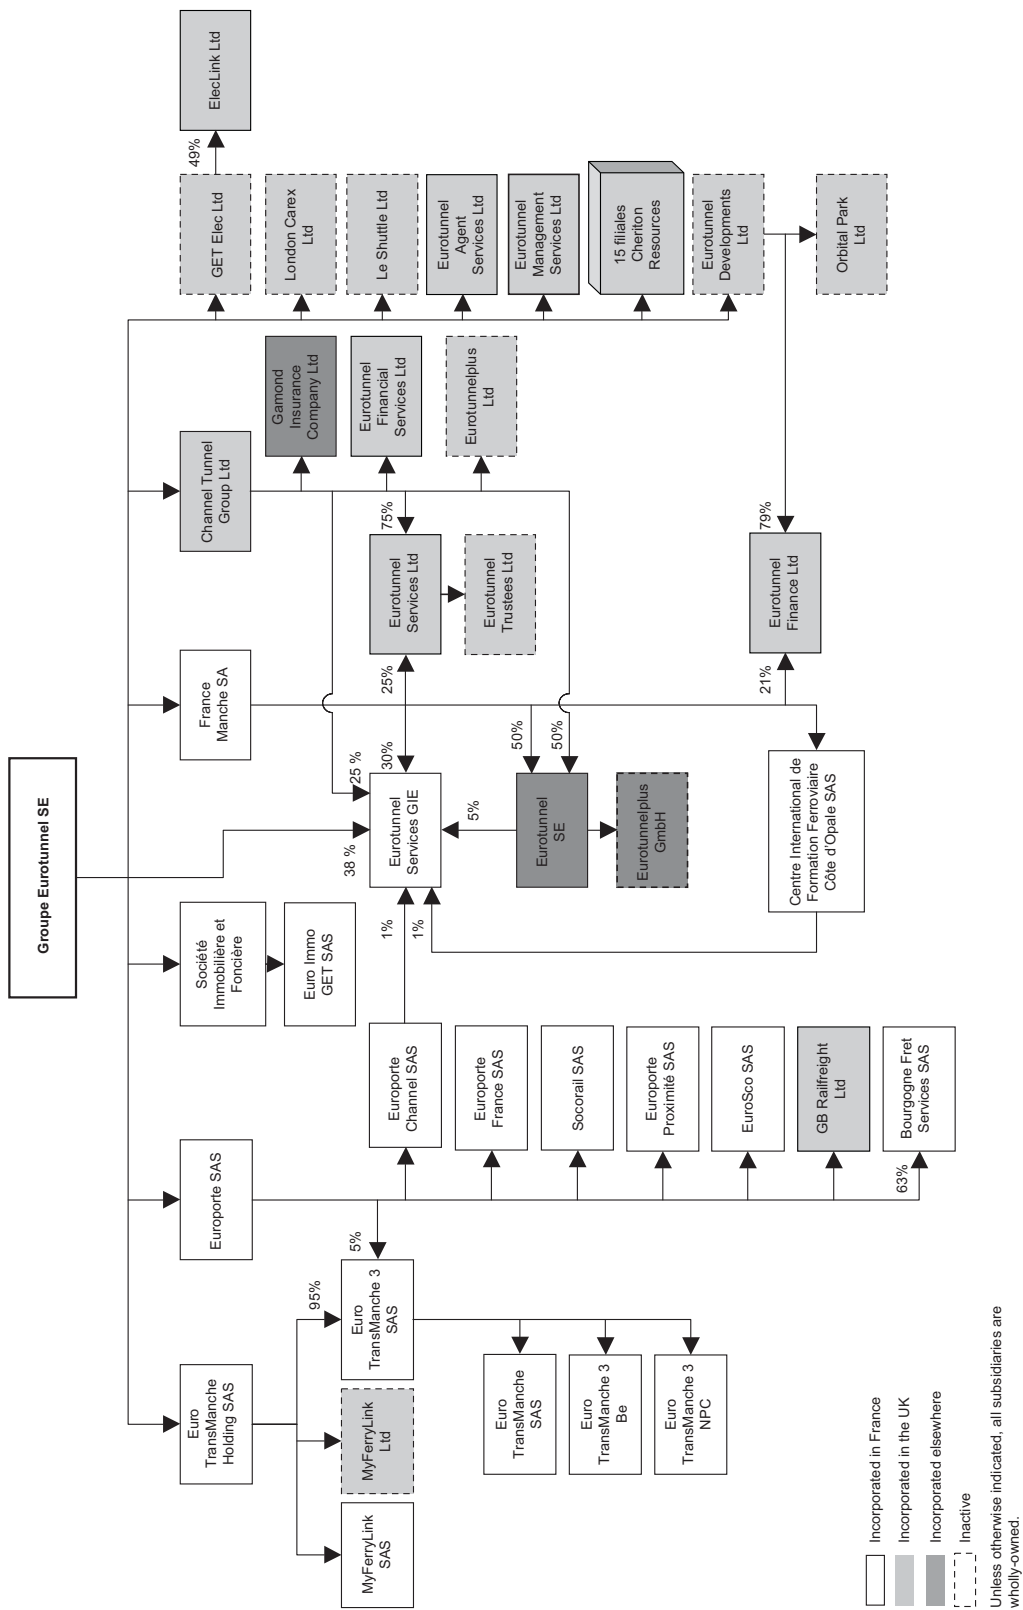 Groupe Eurotunnel SE
Euro
TransManche
Holding SAS
Europorte SAS
Société
Immobilière et
Foncière
France
Manche SA
Channel Tunnel
Group Ltd
GET Elec Ltd
49%
ElecLink Ltd
Euro Immo
GET SAS
Gamond
Insurance
Company Ltd
London Carex
Ltd
MyFerryLink
SAS
MyFerryLink
Ltd
95%
Euro
TransManche 3
SAS
5%
Europorte
Channel SAS
1%
1%
38 %
25 %
30%
Eurotunnel
Services GIE
25%
Eurotunnel
Services Ltd
75%
Eurotunnel
Financial
Services Ltd
Le Shuttle Ltd
Euro
TransManche
SAS
Europorte
France SAS
5%
Eurotunnel
Trustees Ltd
Eurotunnelplus
Ltd
Eurotunnel
Agent
Services Ltd
Euro
TransManche 3
Be
Socorail SAS
Eurotunnel
SE
50%
50%
Eurotunnel
Management
Services Ltd
Euro
TransManche 3
NPC
Europorte
Proximité SAS
Eurotunnelplus
GmbH
15 filiales
Cheriton
Resources
EuroSco SAS
Eurotunnel
Developments
Ltd
GB Railfreight
Ltd
Centre International de
Formation Ferroviaire
Côte d'Opale SAS
21%
Eurotunnel
Finance Ltd
79%
Orbital Park
Ltd
63%
Bourgogne Fret
Services SAS
Incorporated in France
Incorporated in the UK
Incorporated elsewhere
Inactive
Unless otherwise indicated, all subsidiaries are
wholly-owned.